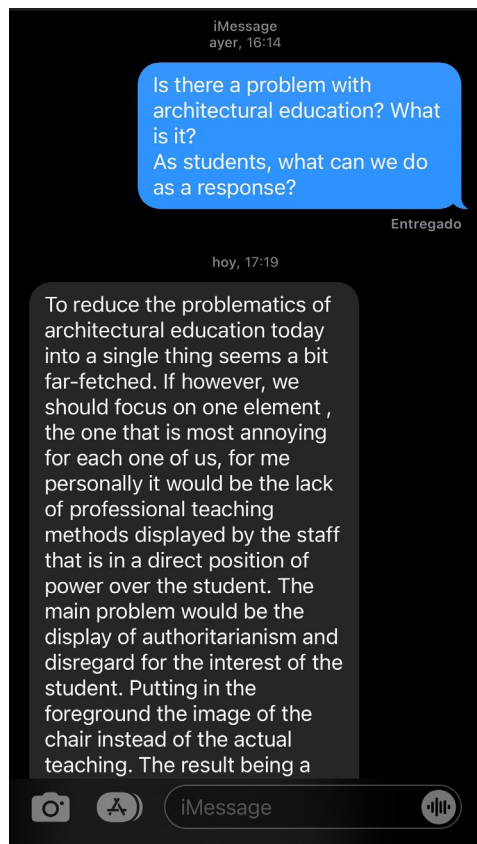 iMessage
ayer, 16:14
Is there a problem with
architectural education? What
is it?
As students, what can we do
as a response?
Entregado
hoy, 17:19
To reduce the problematics of
architectural education today
into a single thing seems a bit
far-fetched. If however, we
should focus on one element ,
the one that is most annoying
for each one of us, for me
personally it would be the lack
of professional teaching
methods displayed by the staff
that is in a direct position of
power over the student. The
main problem would be the
display of authoritarianism and
disregard for the interest of the
student. Putting in the
foreground the image of the
chair instead of the actual
teaching. The result being a
iMessage